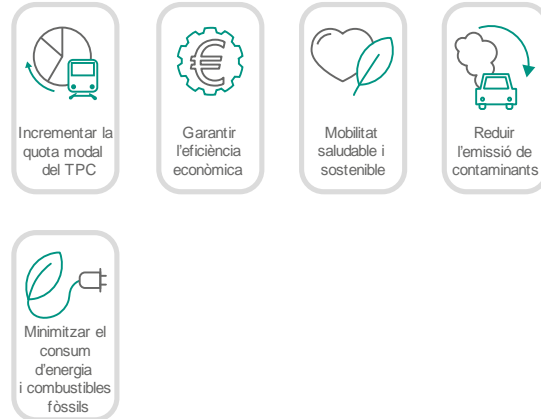 Incrementar la
quota modal
del TPC
Garantir
l'eficiència
econòmica
Mobilitat
saludable i
sostenible
Reduir
l'emissió de
contaminants
Minimitzar el
consum
d'energia
i combustibles
fòssils